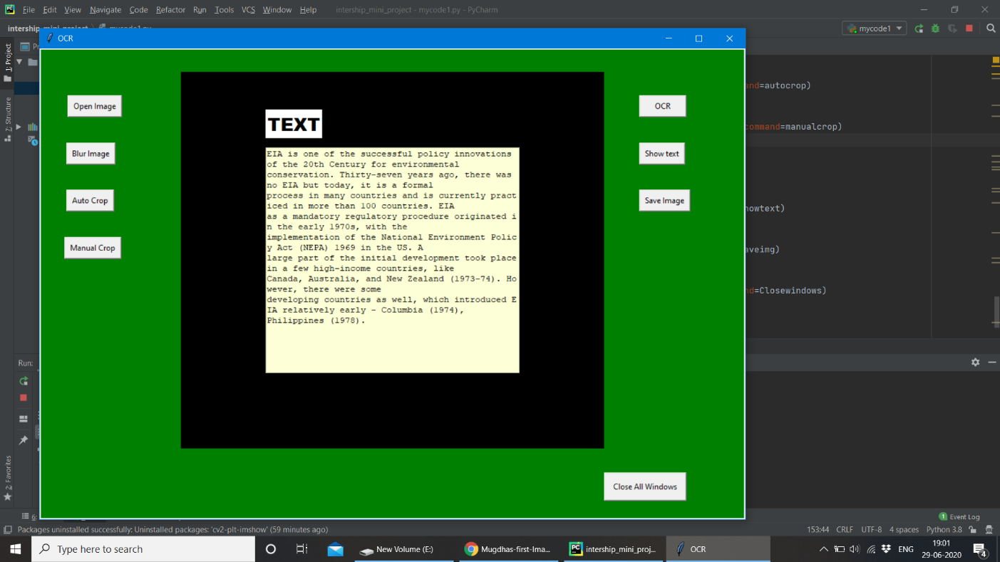 File Edit View Navigate Code Refactor Run Tools VCS Window Help intership_mini_project - mycode1.py - PyCharm
intership_mini_project mycode1.py mycode1
OCR
1: Project
Z: Structure
2: Favorites
Open Image
Blur Image
Auto Crop
Manual Crop
TEXT
EIA is one of the successful policy innovations
of the 20th Century for environmental
conservation. Thirty-seven years ago, there was
no EIA but today, it is a formal
process in many countries and is currently pract
iced in more than 100 countries. EIA
as a mandatory regulatory procedure originated i
n the early 1970s, with the
implementation of the National Environment Polic
y Act (NEPA) 1969 in the US. A
large part of the initial development took place
in a few high-income countries, like
Canada, Australia, and New Zealand (1973-74). Ho
wever, there were some
developing countries as well, which introduced E
IA relatively early - Columbia (1974),
Philippines (1978).
OCR
Show text
Save Image
Close All Windows
nd=autocrop)
command=manualcrop)
howtext)
aveimg)
d=Closewindows)
Run:
6:
1 Event Log
Packages uninstalled successfully: Uninstalled packages: 'cv2-plt-imshow' (59 minutes ago) 153:44 CRLF UTF-8 4 spaces Python 3.8
Type here to search New Volume (E:) Mugdhas-first-Ima... intership_mini_proj... OCR ENG 19:01
29-06-2020 4